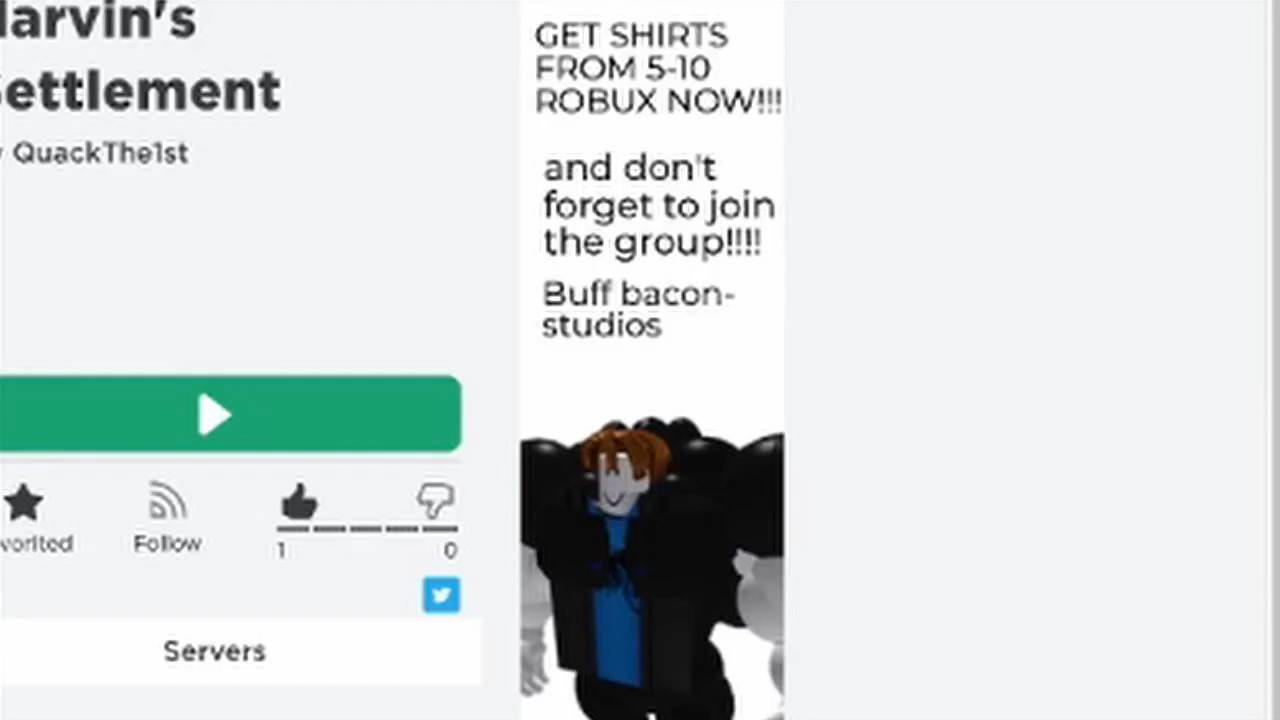 arvin's
ettlement
QuackThe1st
Favorited
Follow
1
0
Servers
GET SHIRTS
FROM 5-10
ROBUX NOW!!!
and don't
forget to join
the group!!!!
Buff bacon-
studios